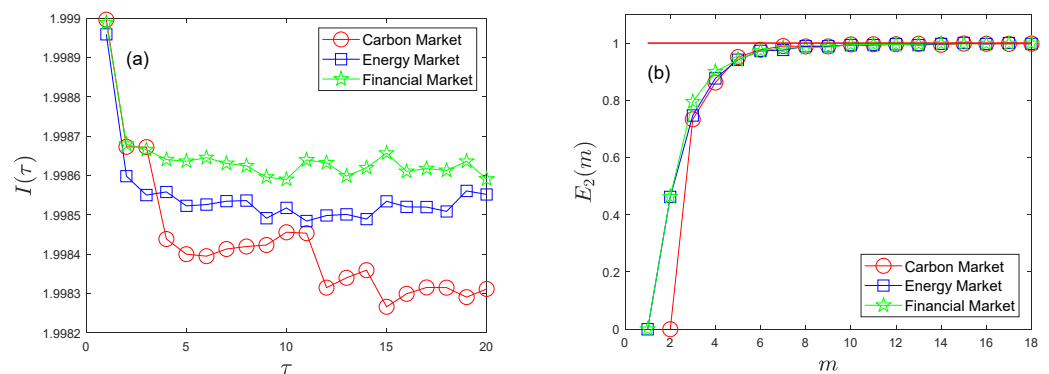 (a)
Carbon Market
Energy Market
Financial Market
I(τ)
1.999
1.9989
1.9988
1.9987
1.9986
1.9985
1.9984
1.9983
1.9982
0 5 10 15 20
τ
(b)
E₂(m)
1
0.8
0.6
0.4
0.2
0
Carbon Market
Energy Market
Financial Market
0 2 4 6 8 10 12 14 16 18
m